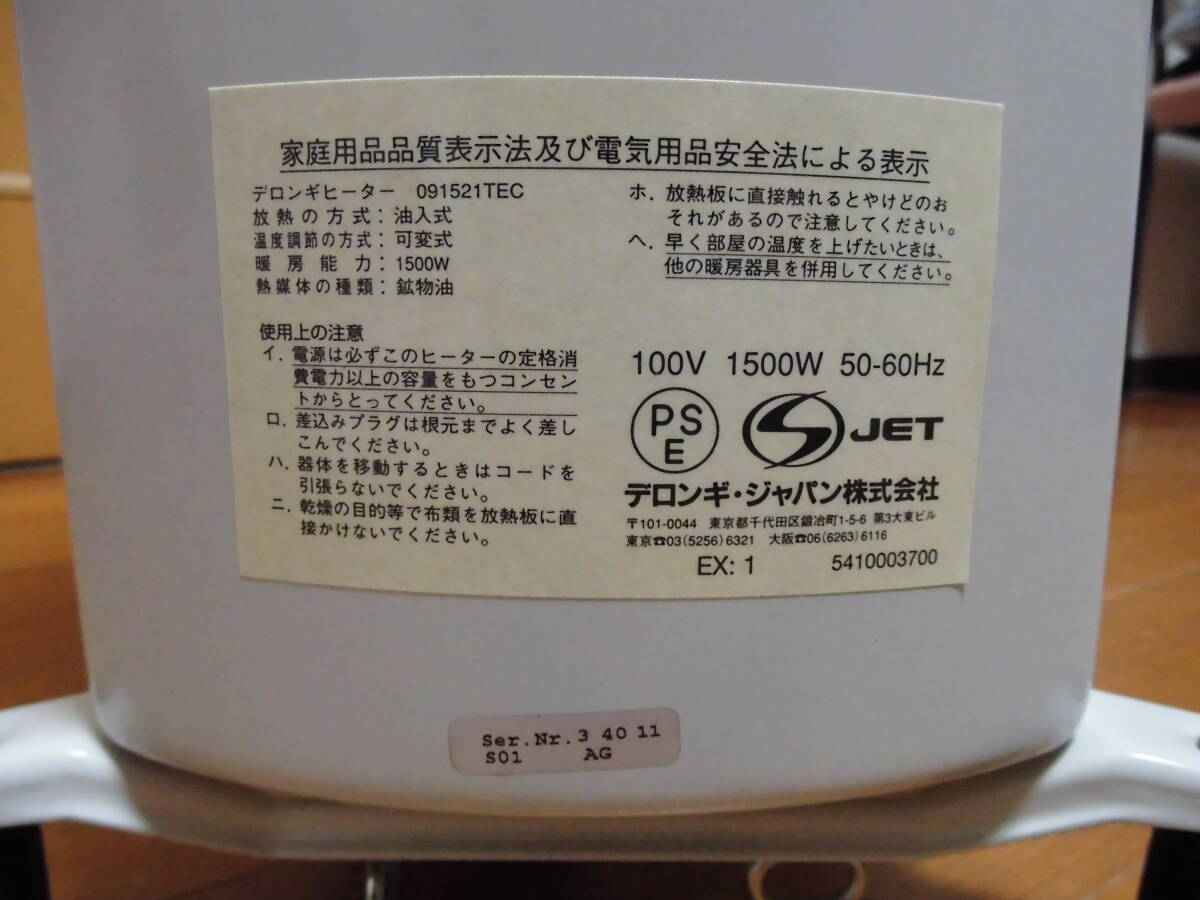 家庭用品品質表示法及び電気用品安全法による表示
デロンギヒーター 091521TEC
放熱の方式：油入式
温度調節の方式：可変式
暖房能力：1500W
熱媒体の種類：鉱物油
使用上の注意
イ．電源は必ずこのヒーターの定格消
費電力以上の容量をもつコンセン
トからとってください。
ロ．差込みプラグは根元までよく差し
こんでください。
ハ．器体を移動するときはコードを
引張らないでください。
ニ．乾燥の目的等で布類を放熱板に直
接かけないでください。
ホ．放熱板に直接触れるとやけどのお
それがあるので注意してください。
ヘ．早く部屋の温度を上げたいときは、
他の暖房器具を併用してください。
100V 1500W 50-60Hz
PS
E
JET
デロンギ・ジャパン株式会社
〒101-0044 東京都千代田区鍛冶町1-5-6 第3大東ビル
東京☎03(5256)6321 大阪☎06(6263)6116
EX: 1 5410003700
Ser.Nr.3 40 11
S01 AG